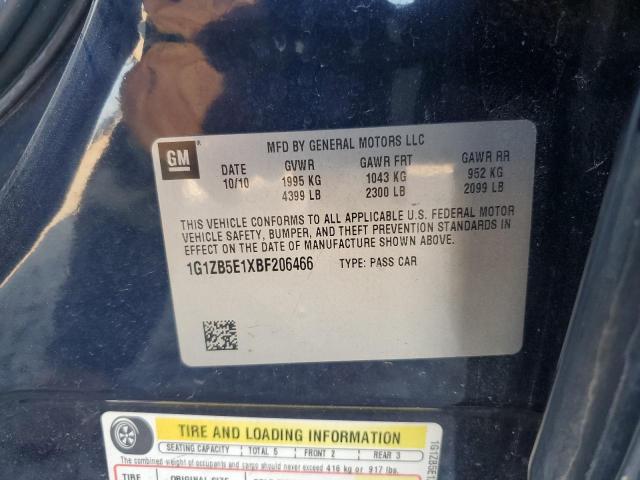 GM
MFD BY GENERAL MOTORS LLC
DATE GVWR GAWR FRT GAWR RR
10/10 1995 KG 1043 KG 952 KG
4399 LB 2300 LB 2099 LB
THIS VEHICLE CONFORMS TO ALL APPLICABLE U.S. FEDERAL MOTOR
VEHICLE SAFETY, BUMPER, AND THEFT PREVENTION STANDARDS IN
EFFECT ON THE DATE OF MANUFACTURE SHOWN ABOVE.
1G1ZB5E1XBF206466 TYPE: PASS CAR
TIRE AND LOADING INFORMATION
SEATING CAPACITY TOTAL 5 FRONT 2 REAR 3
The combined weight of occupants and cargo should never exceed 416 kg or 917 lbs.
TIRE ORIGINAL SIZE
1G1ZB5E1